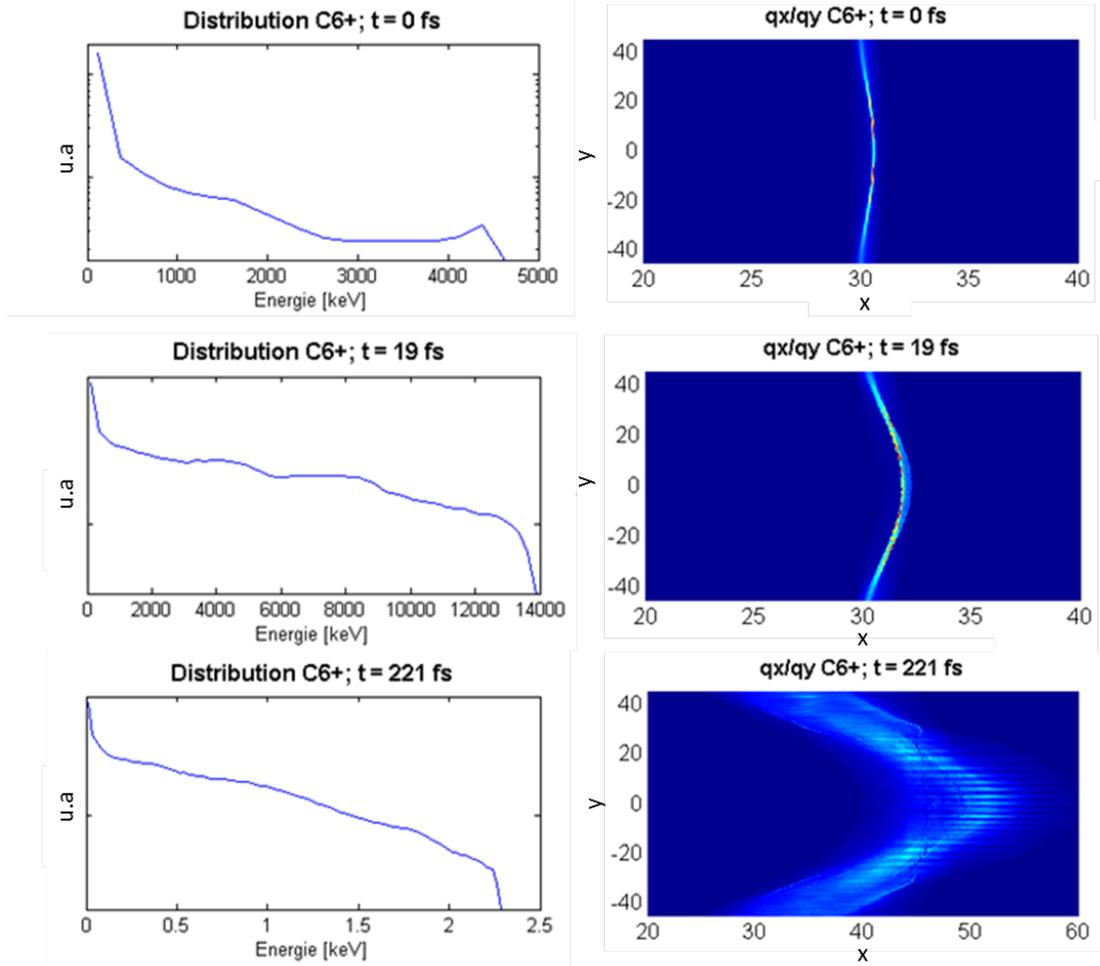 Distribution C6+; t = 0 fs
u.a
0 1000 2000 3000 4000 5000
Energie [keV]
qx/qy C6+; t = 0 fs
y
40
20
0
-20
-40
20 25 30 35 40
x
Distribution C6+; t = 19 fs
u.a
0 2000 4000 6000 8000 10000 12000 14000
Energie [keV]
qx/qy C6+; t = 19 fs
y
40
20
0
-20
-40
20 25 30 35 40
x
Distribution C6+; t = 221 fs
u.a
0 0.5 1 1.5 2 2.5
Energie [keV]
qx/qy C6+; t = 221 fs
y
40
20
0
-20
-40
20 30 40 50 60
x